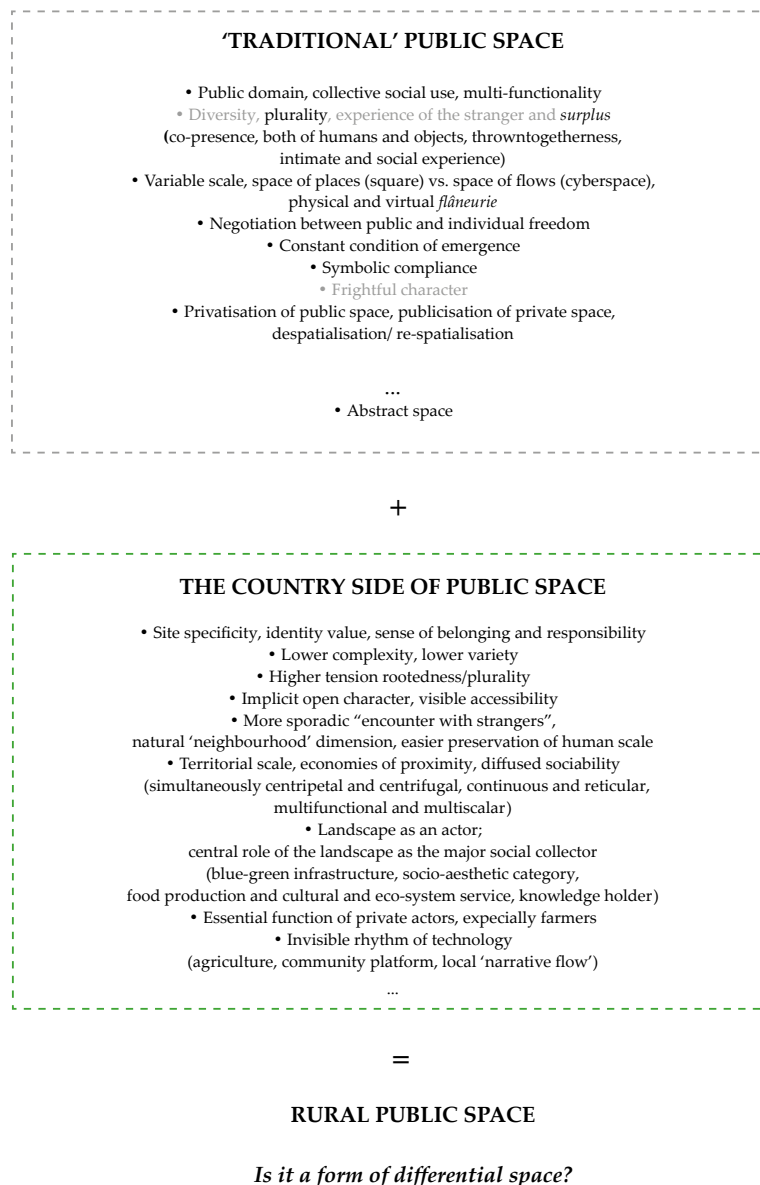 ‘TRADITIONAL’ PUBLIC SPACE
• Public domain, collective social use, multi-functionality
• Diversity, plurality, experience of the stranger and surplus
(co-presence, both of humans and objects, throwntogetherness,
intimate and social experience)
• Variable scale, space of places (square) vs. space of flows (cyberspace),
physical and virtual flâneurie
• Negotiation between public and individual freedom
• Constant condition of emergence
• Symbolic compliance
• Frightful character
• Privatisation of public space, publicisation of private space,
despatialisation/ re-spatialisation
...
• Abstract space
+
THE COUNTRY SIDE OF PUBLIC SPACE
• Site specificity, identity value, sense of belonging and responsibility
• Lower complexity, lower variety
• Higher tension rootedness/plurality
• Implicit open character, visible accessibility
• More sporadic “encounter with strangers”,
natural ‘neighbourhood’ dimension, easier preservation of human scale
• Territorial scale, economies of proximity, diffused sociability
(simultaneously centripetal and centrifugal, continuous and reticular,
multifunctional and multiscalar)
• Landscape as an actor;
central role of the landscape as the major social collector
(blue-green infrastructure, socio-aesthetic category,
food production and cultural and eco-system service, knowledge holder)
• Essential function of private actors, expecially farmers
• Invisible rhythm of technology
(agriculture, community platform, local ‘narrative flow’)
...
=
RURAL PUBLIC SPACE
Is it a form of differential space?